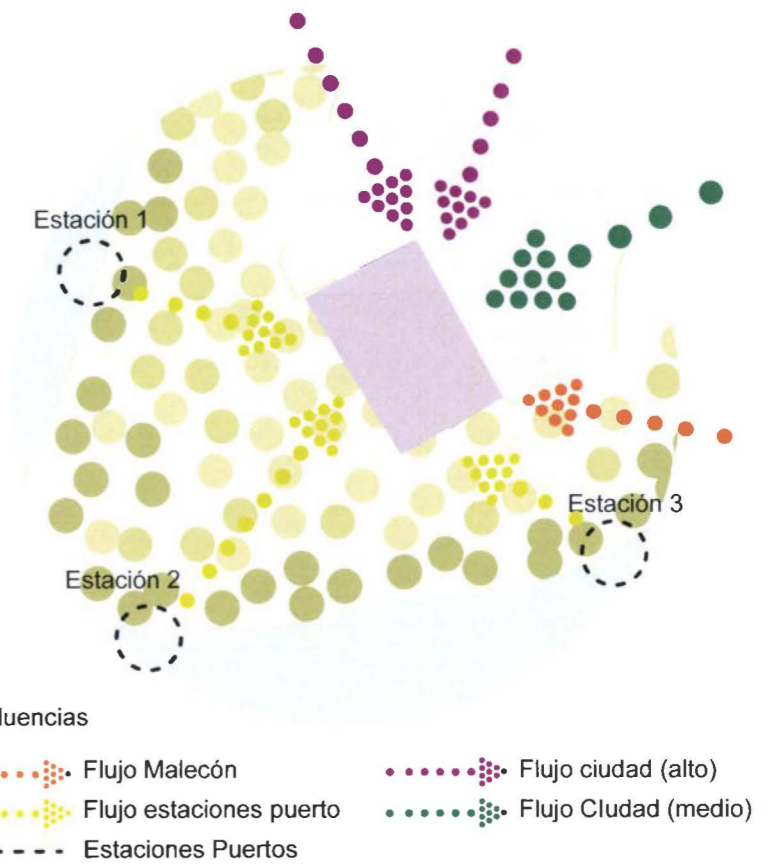 Estación 1
Estación 3
Estación 2
luencias
Flujo Malecón
Flujo ciudad (alto)
Flujo estaciones puerto
Flujo CIudad (medio)
Estaciones Puertos